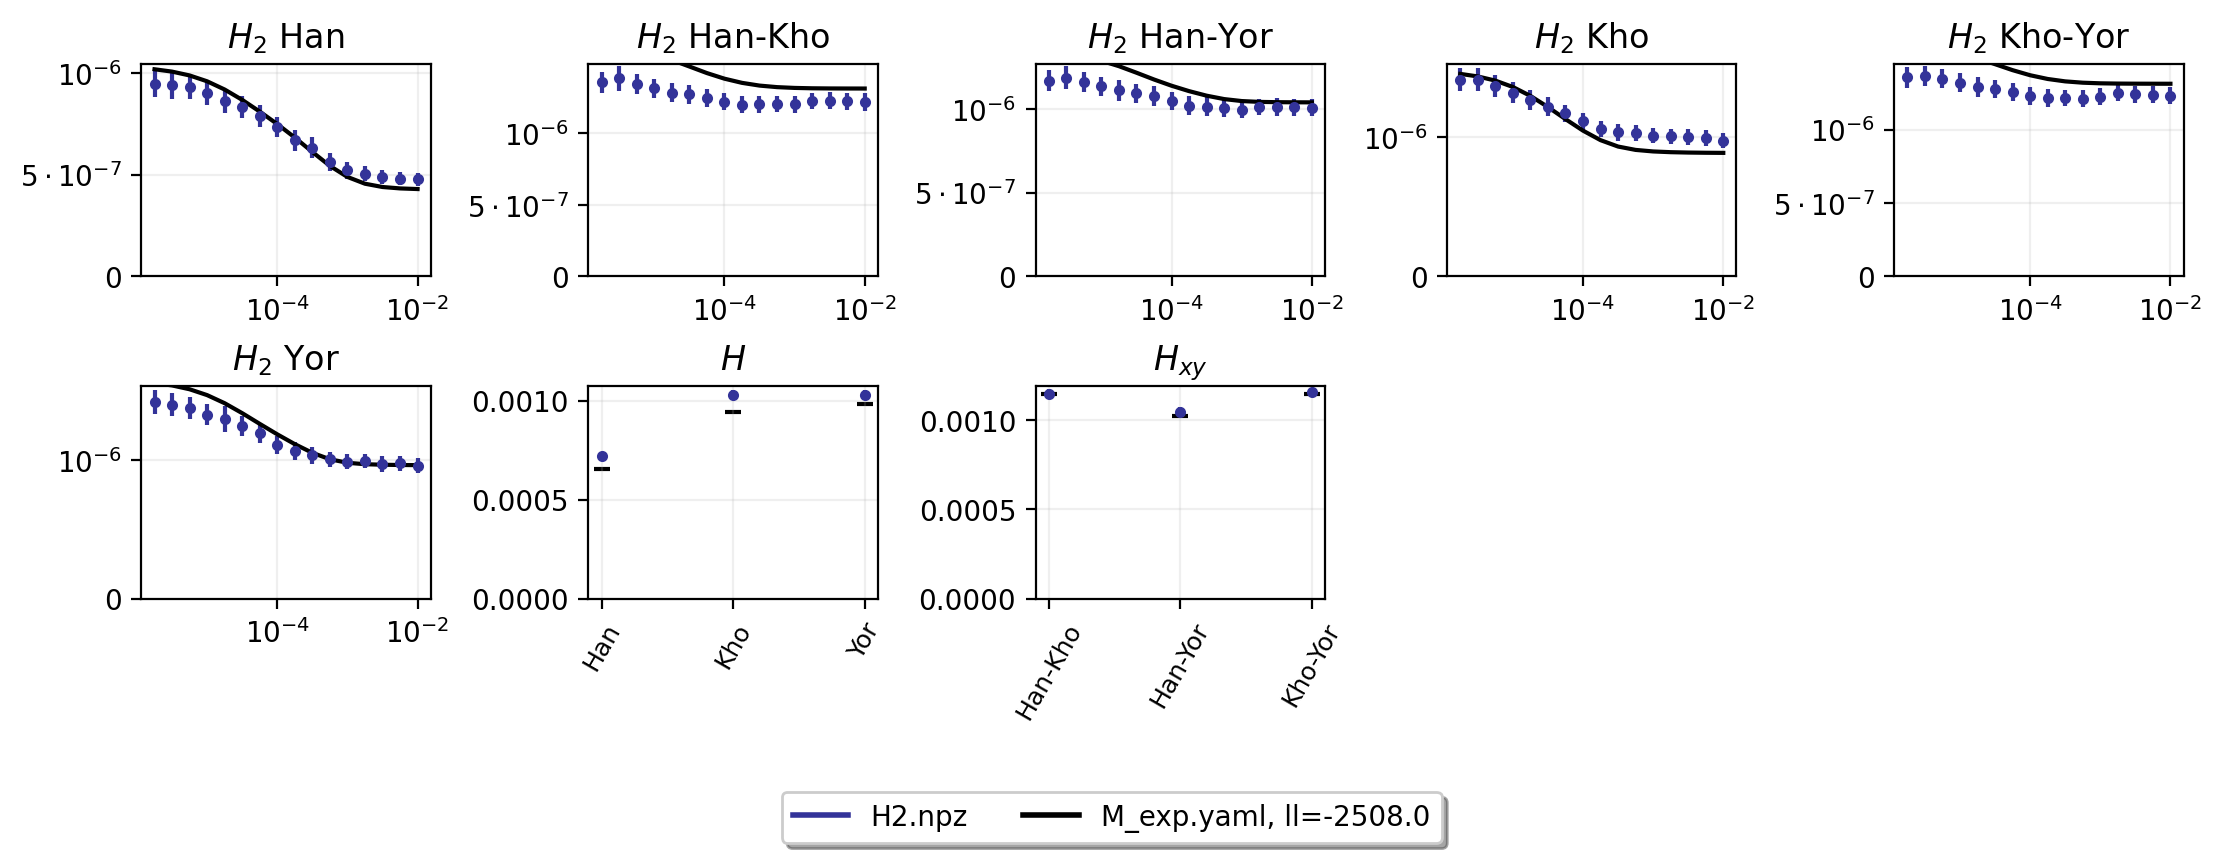 H₂ Han
H₂ Han-Kho
H₂ Han-Yor
H₂ Kho
H₂ Kho-Yor
10⁻⁶
5·10⁻⁷
0
10⁻⁴
10⁻²
10⁻⁶
5·10⁻⁷
0
10⁻⁴
10⁻²
10⁻⁶
5·10⁻⁷
0
10⁻⁴
10⁻²
10⁻⁶
0
10⁻⁴
10⁻²
10⁻⁶
5·10⁻⁷
0
10⁻⁴
10⁻²
H₂ Yor
H
Hxy
10⁻⁶
0
10⁻⁴
10⁻²
0.0010
0.0005
0.0000
Han
Kho
Yor
0.0010
0.0005
0.0000
Han-Kho
Han-Yor
Kho-Yor
H2.npz
M_exp.yaml, ll=-2508.0